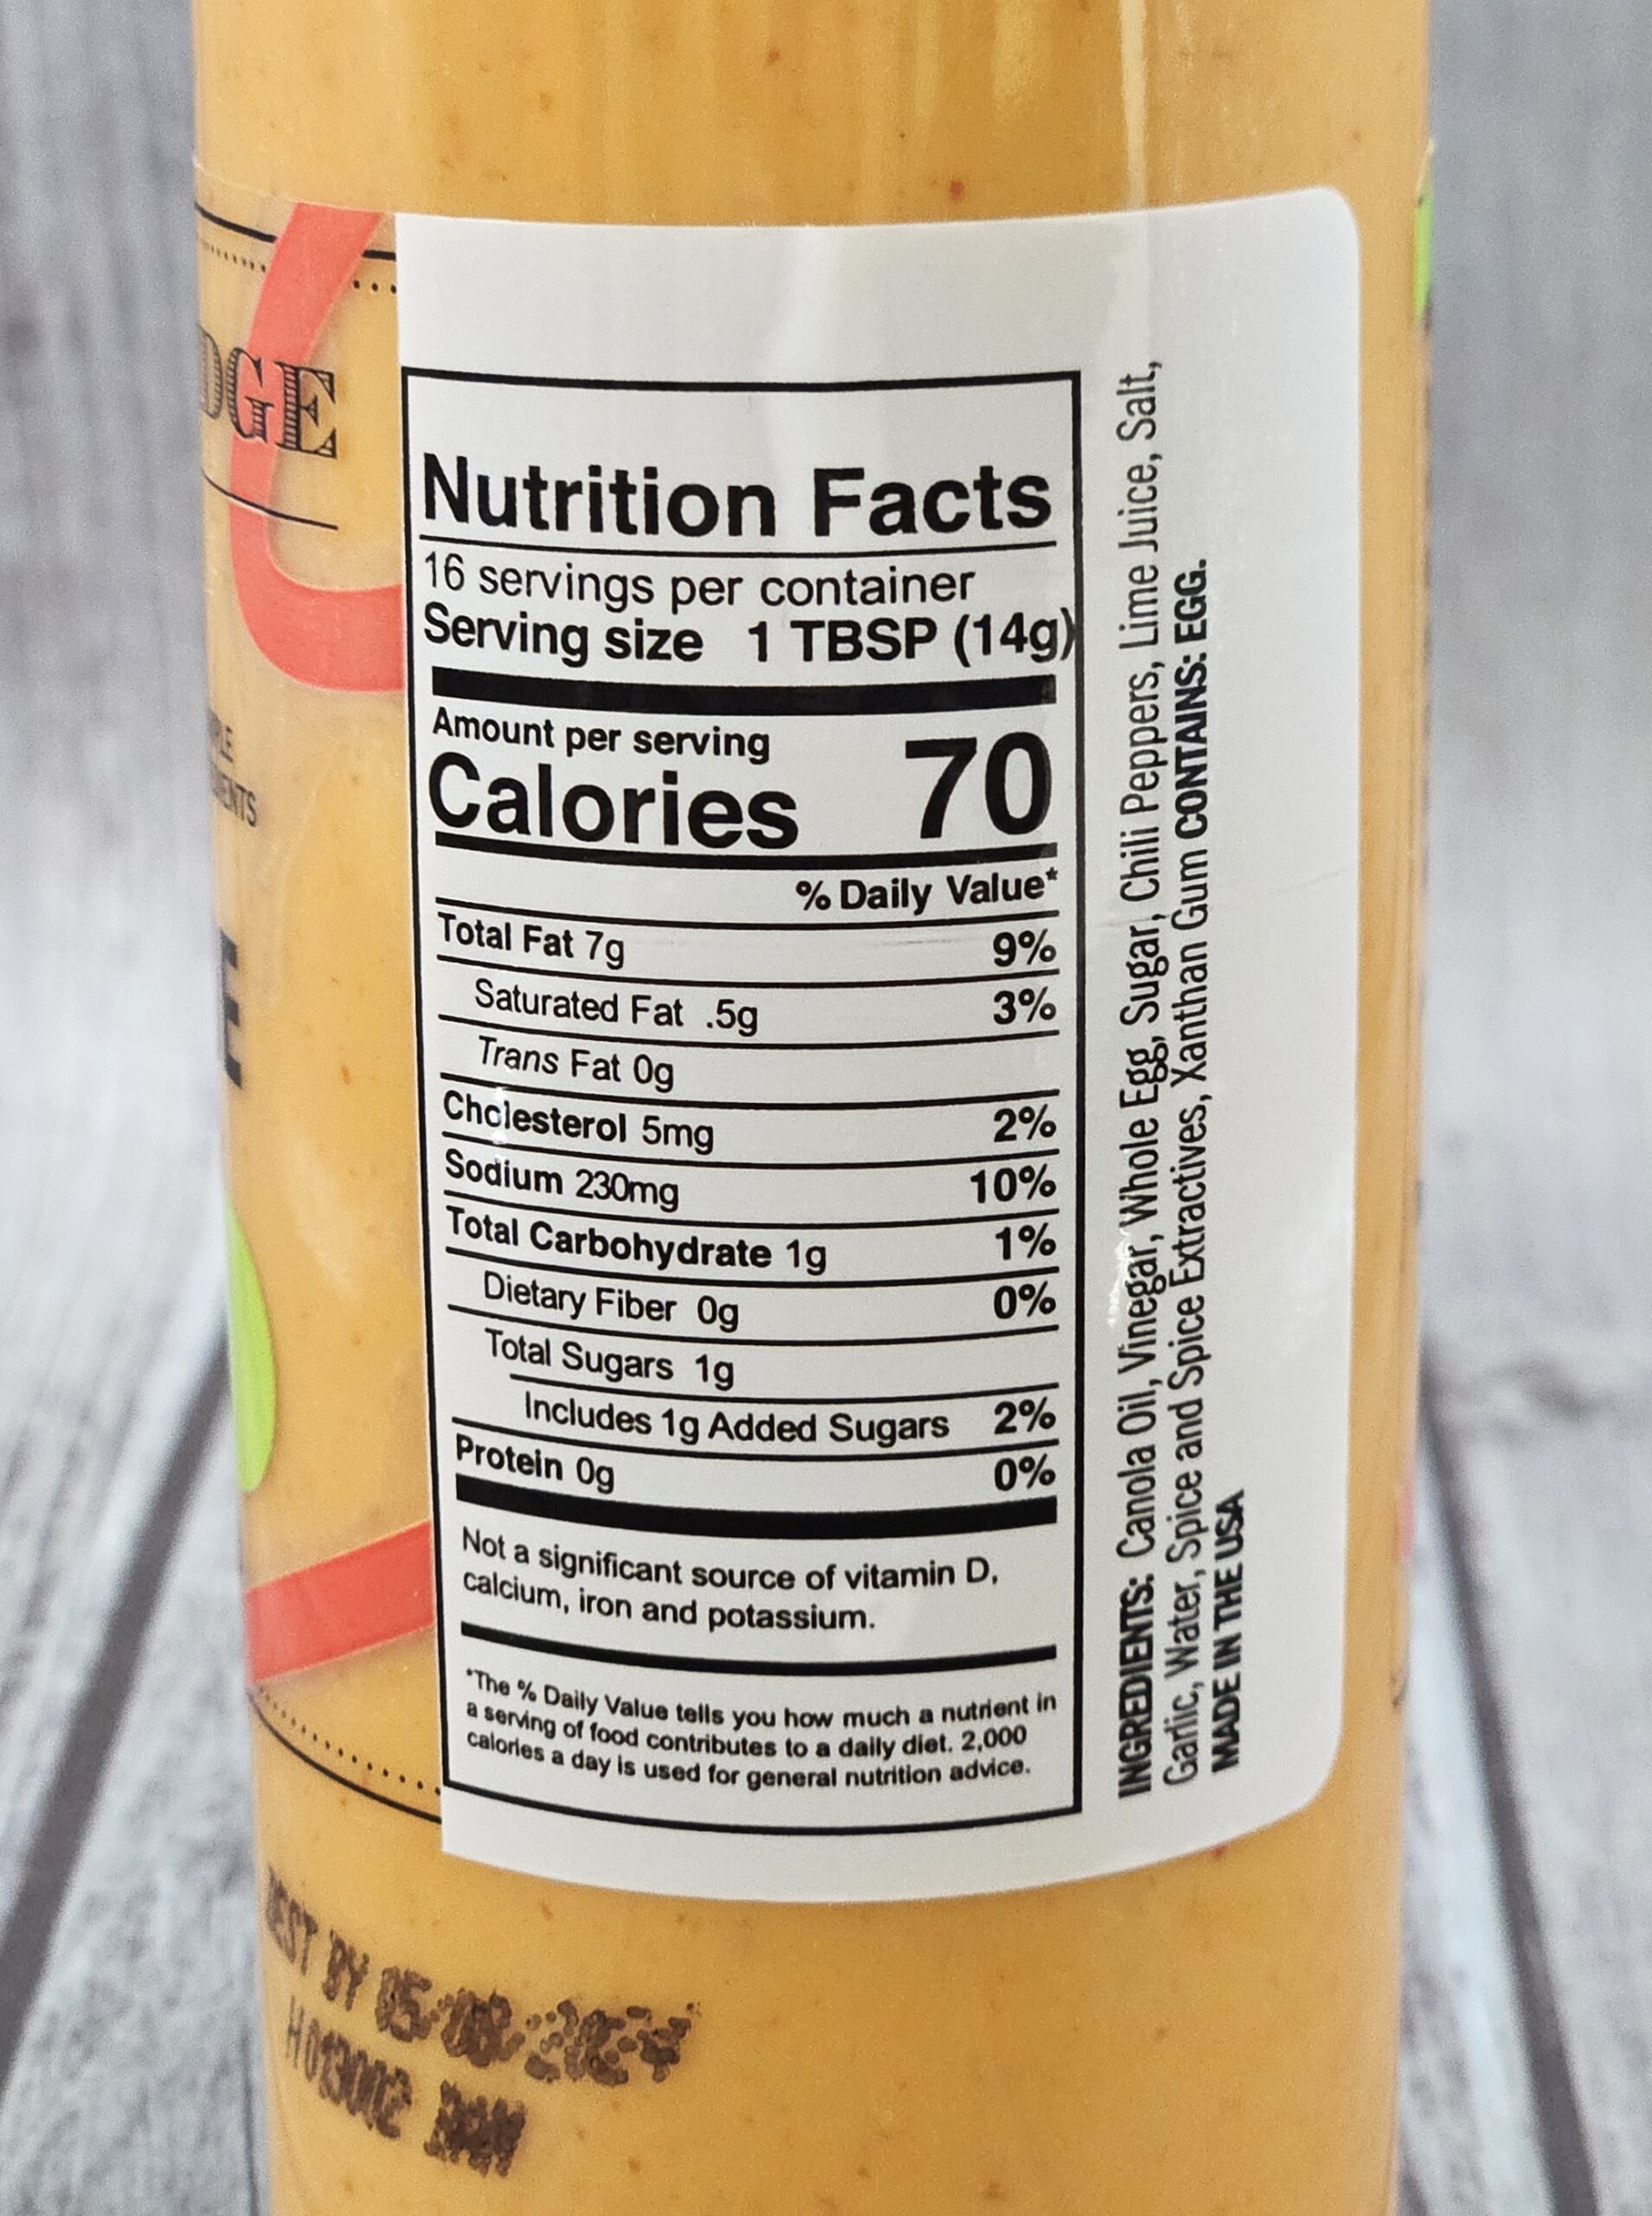 DGE
ENTS
E
Nutrition Facts
16 servings per container
Serving size 1 TBSP (14g)
Amount per serving
Calories 70
% Daily Value*
Total Fat 7g 9%
Saturated Fat .5g 3%
Trans Fat 0g
Cholesterol 5mg 2%
Sodium 230mg 10%
Total Carbohydrate 1g 1%
Dietary Fiber 0g 0%
Total Sugars 1g
Includes 1g Added Sugars 2%
Protein 0g 0%
Not a significant source of vitamin D,
calcium, iron and potassium.
*The % Daily Value tells you how much a nutrient in
a serving of food contributes to a daily diet. 2,000
calories a day is used for general nutrition advice.
INGREDIENTS: Canola Oil, Vinegar, Whole Egg, Sugar, Chili Peppers, Lime Juice, Salt,
Garlic, Water, Spice and Spice Extractives, Xanthan Gum CONTAINS: EGG.
MADE IN THE USA
BEST BY 05/08/2024